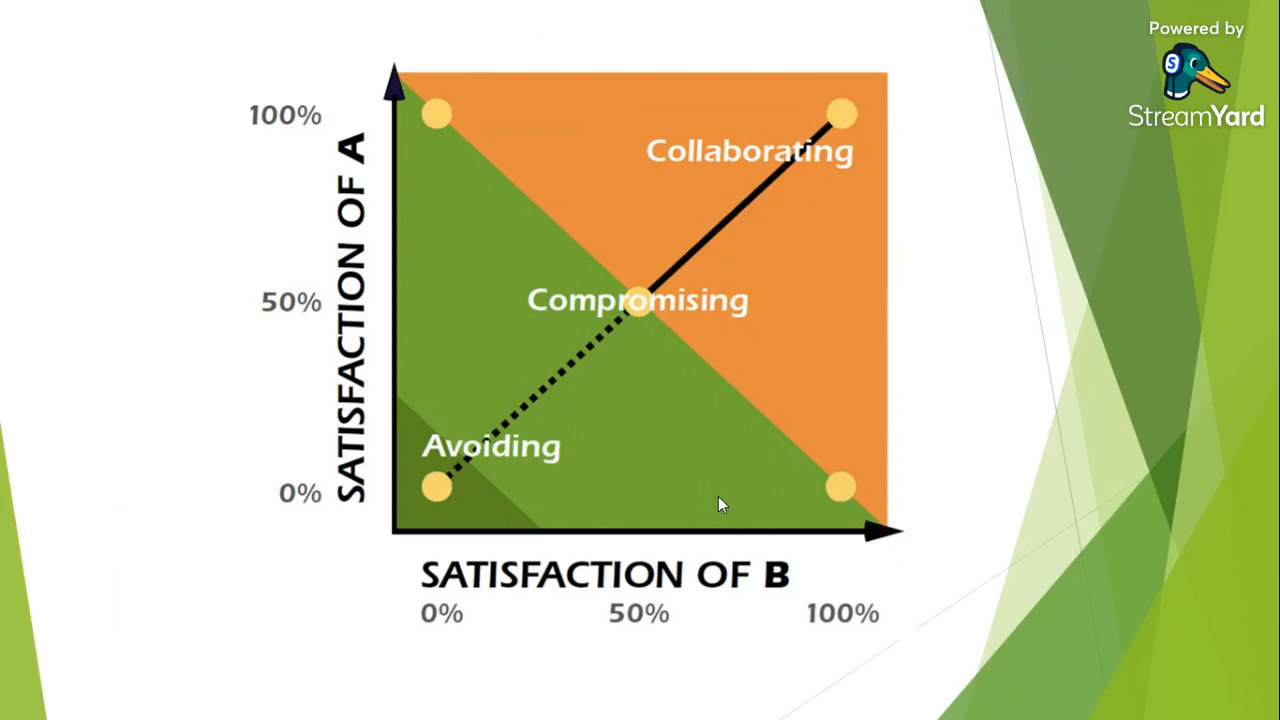 Powered by
S
StreamYard
100%
Collaborating
SATISFACTION OF A
50%
Compromising
Avoiding
0%
SATISFACTION OF B
0% 50% 100%